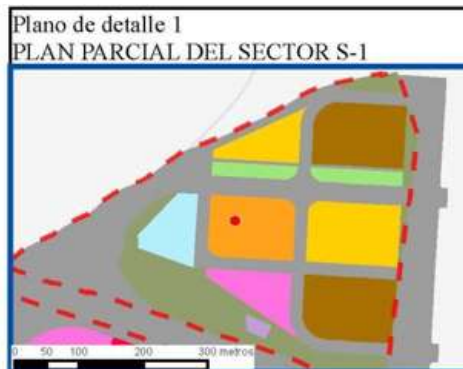 Plano de detalle 1
PLAN PARCIAL DEL SECTOR S-1
0 50 100 200 300 metros